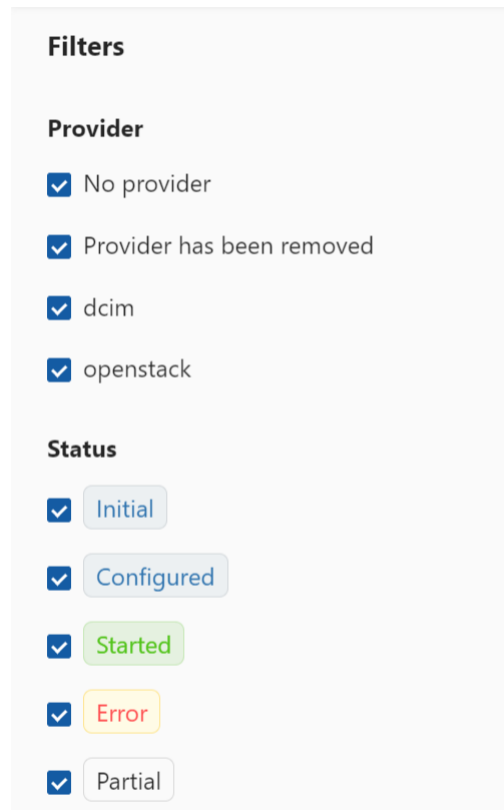 Filters
Provider
No provider
Provider has been removed
dcim
openstack
Status
Initial
Configured
Started
Error
Partial